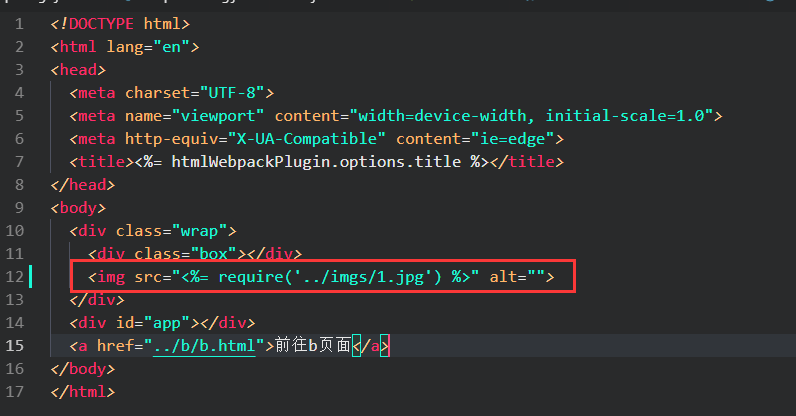 1 <!DOCTYPE html>
2 <html lang="en">
3 <head>
4 <meta charset="UTF-8">
5 <meta name="viewport" content="width=device-width, initial-scale=1.0">
6 <meta http-equiv="X-UA-Compatible" content="ie=edge">
7 <title><%= htmlWebpackPlugin.options.title %></title>
8 </head>
9 <body>
10 <div class="wrap">
11 <div class="box"></div>
12 <img src="<%= require('../imgs/1.jpg') %>" alt="">
13 </div>
14 <div id="app"></div>
15 <a href="../b/b.html">前往b页面</a>
16 </body>
17 </html>